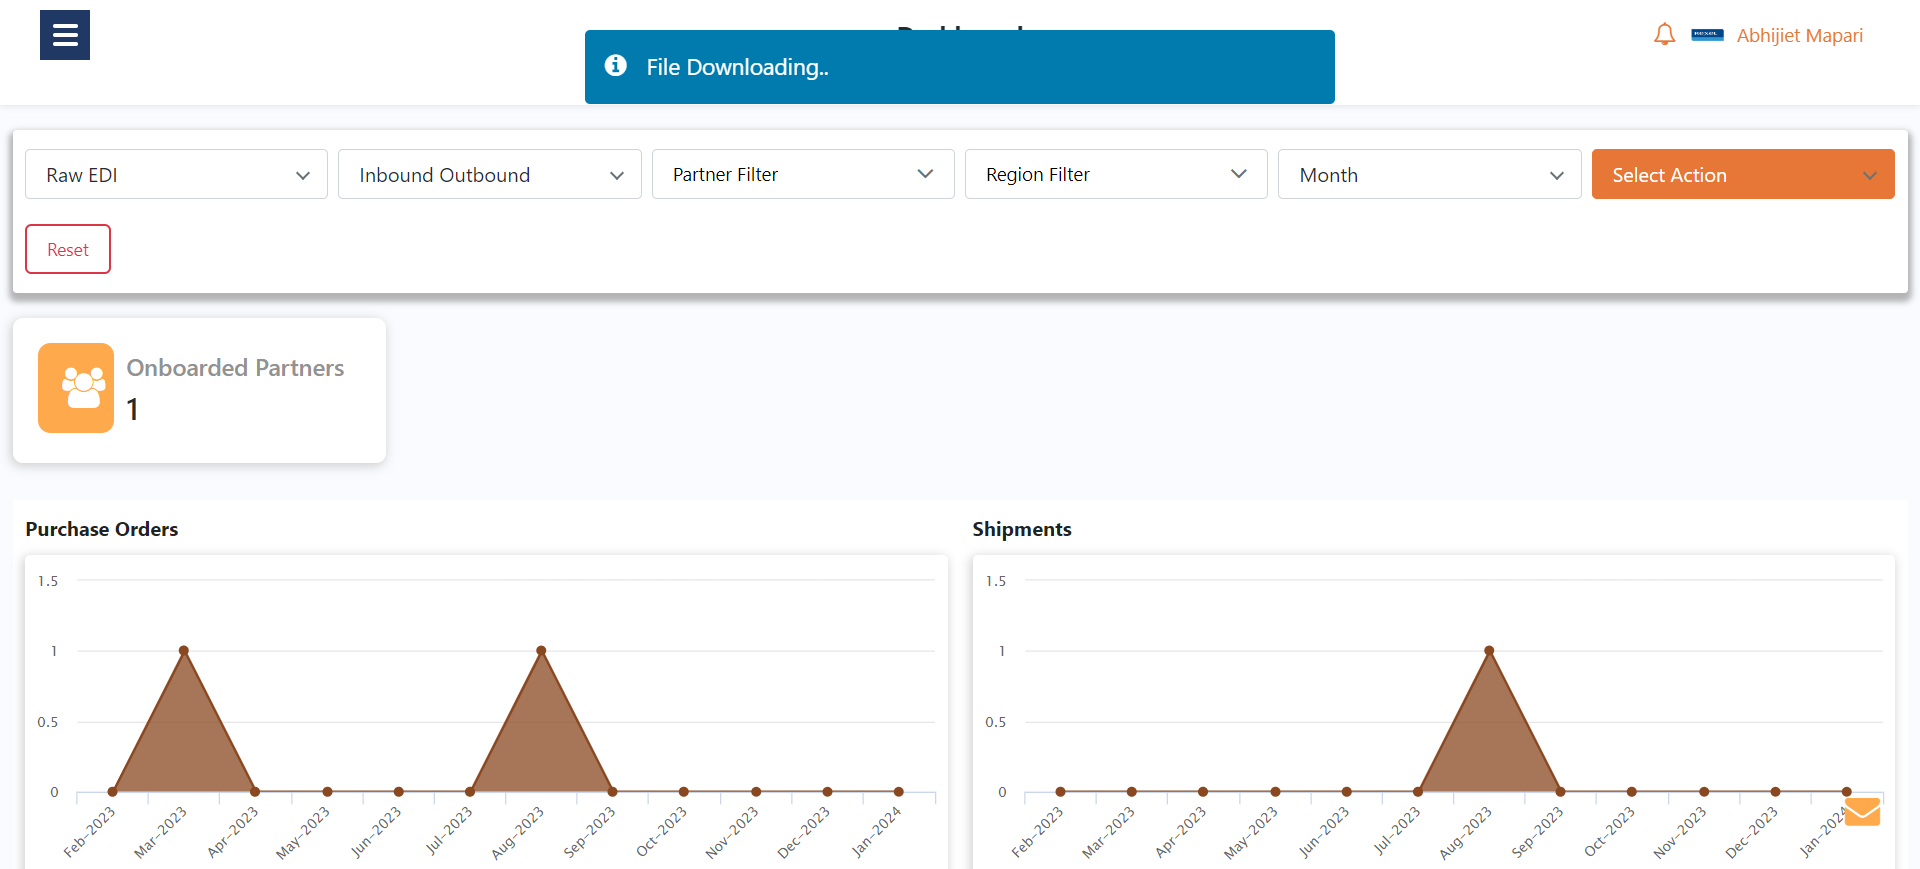 File Downloading..
REXEL
Abhijiet Mapari
Raw EDI
Inbound Outbound
Partner Filter
Region Filter
Month
Select Action
Reset
Onboarded Partners
1
Purchase Orders
1.5
1
0.5
0
Feb-2023
Mar-2023
Apr-2023
May-2023
Jun-2023
Jul-2023
Aug-2023
Sep-2023
Oct-2023
Nov-2023
Dec-2023
Jan-2024
Shipments
1.5
1
0.5
0
Feb-2023
Mar-2023
Apr-2023
May-2023
Jun-2023
Jul-2023
Aug-2023
Sep-2023
Oct-2023
Nov-2023
Dec-2023
Jan-2024